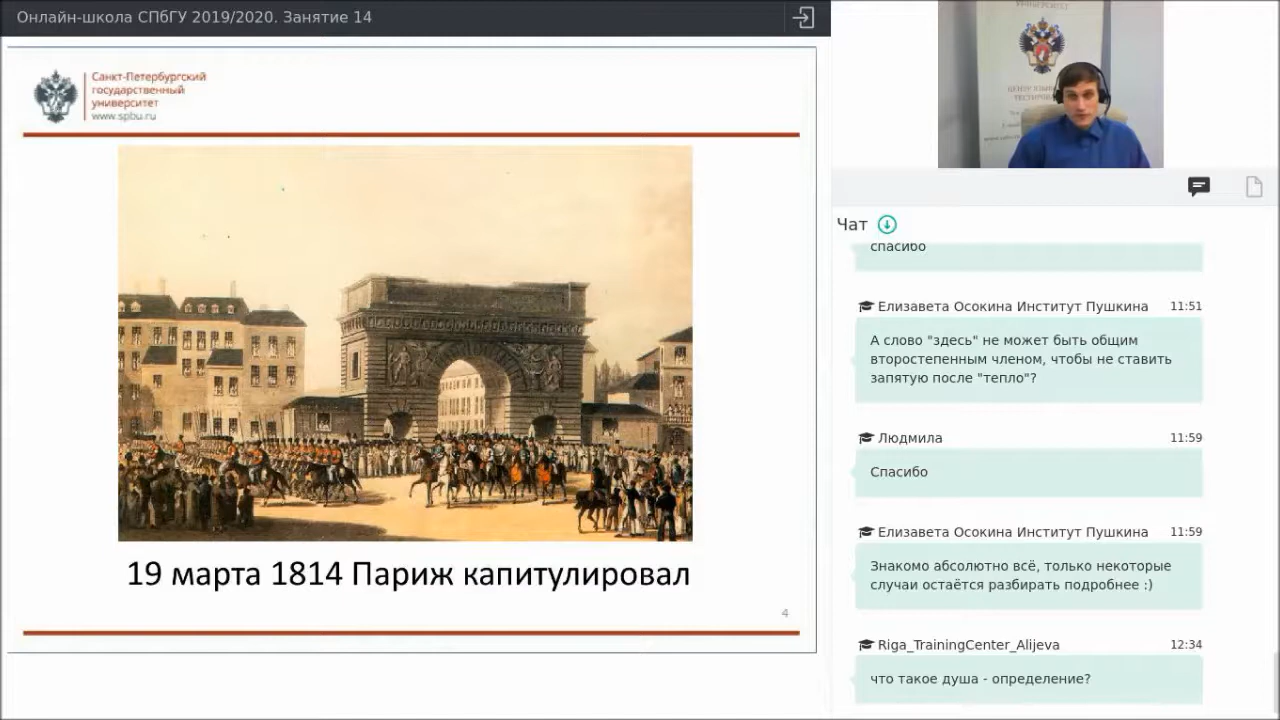 Онлайн-школа СПбГУ 2019/2020. Занятие 14
Санкт-Петербургский
государственный
университет
www.spbu.ru
19 марта 1814 Париж капитулировал
4
Чат
спасибо
Елизавета Осокина Институт Пушкина 11:51
А слово "здесь" не может быть общим
второстепенным членом, чтобы не ставить
запятую после "тепло"?
Людмила 11:59
Спасибо
Елизавета Осокина Институт Пушкина 11:59
Знакомо абсолютно всё, только некоторые
случаи остаётся разбирать подробнее :)
Riga_TrainingCenter_Alijeva 12:34
что такое душа - определение?